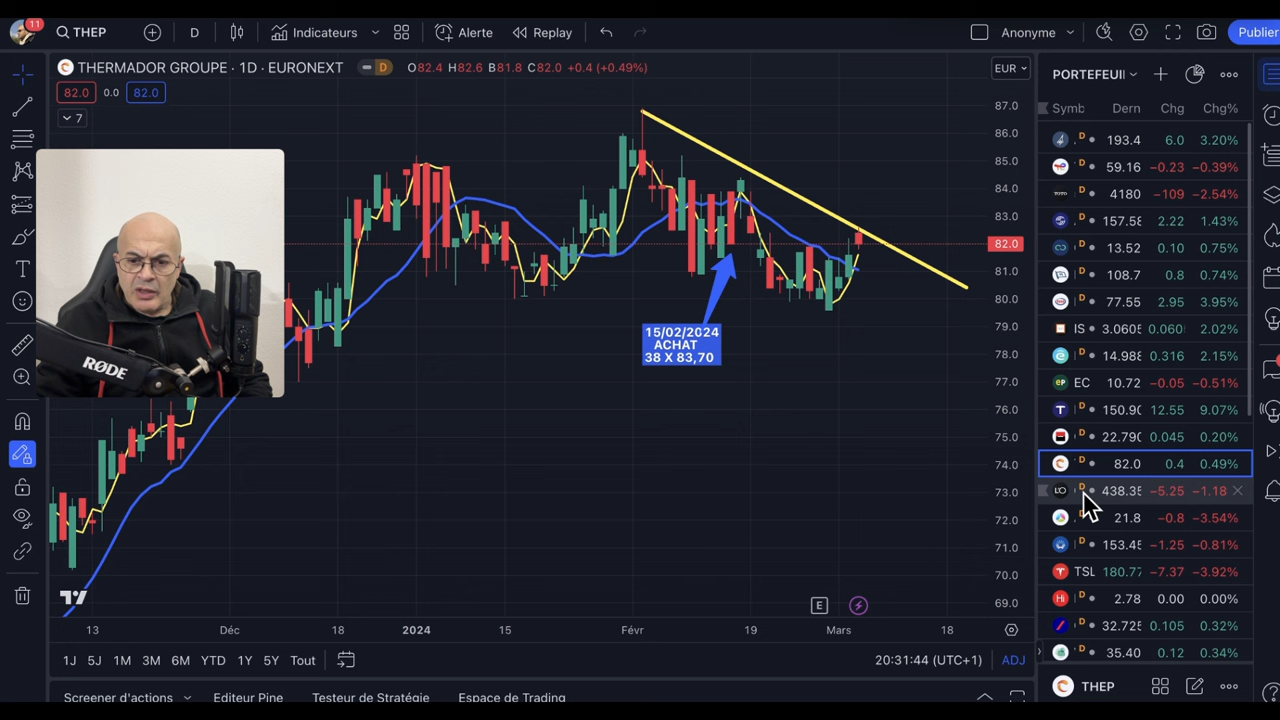 11
THEP
D
Indicateurs
Alerte
Replay
Anonyme
Publier
THERMADOR GROUPE · 1D · EURONEXT
D
O82.4 H82.6 B81.8 C82.0 +0.4 (+0.49%)
EUR
82.0 0.0 82.0
7
87.0
86.0
85.0
84.0
83.0
82.0
81.0
80.0
79.0
78.0
77.0
76.0
75.0
74.0
73.0
72.0
71.0
70.0
69.0
15/02/2024
ACHAT
38 X 83,70
RØDE
E
13 Déc 18 2024 15 Févr 19 Mars 18
1J 5J 1M 3M 6M YTD 1Y 5Y Tout
20:31:44 (UTC+1) ADJ
Screener d'actions
Editeur Pine
Testeur de Stratégie
Espace de Trading
PORTEFEUI
Symb Dern Chg Chg%
D 193.4 6.0 3.20%
D 59.16 −0.23 −0.39%
D 4180 −109 −2.54%
D 157.58 2.22 1.43%
D 13.52 0.10 0.75%
D 108.7 0.8 0.74%
D 77.55 2.95 3.95%
IS D 3.0605 0.060 2.02%
D 14.988 0.316 2.15%
EC D 10.72 −0.05 −0.51%
D 150.90 12.55 9.07%
D 22.790 0.045 0.20%
D 82.0 0.4 0.49%
D 438.35 −5.25 −1.18
D 21.8 −0.8 −3.54%
D 153.45 −1.25 −0.81%
TSL 180.77 −7.37 −3.92%
Hi D 2.78 0.00 0.00%
D 32.725 0.105 0.32%
D 35.40 0.12 0.34%
THEP